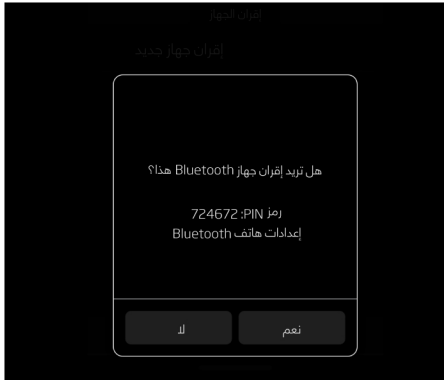 إقران الجهاز
إقران جهاز جديد
هل تريد إقران جهاز Bluetooth هذا؟
رمز PIN: 724672
إعدادات هاتف Bluetooth
نعم
لا